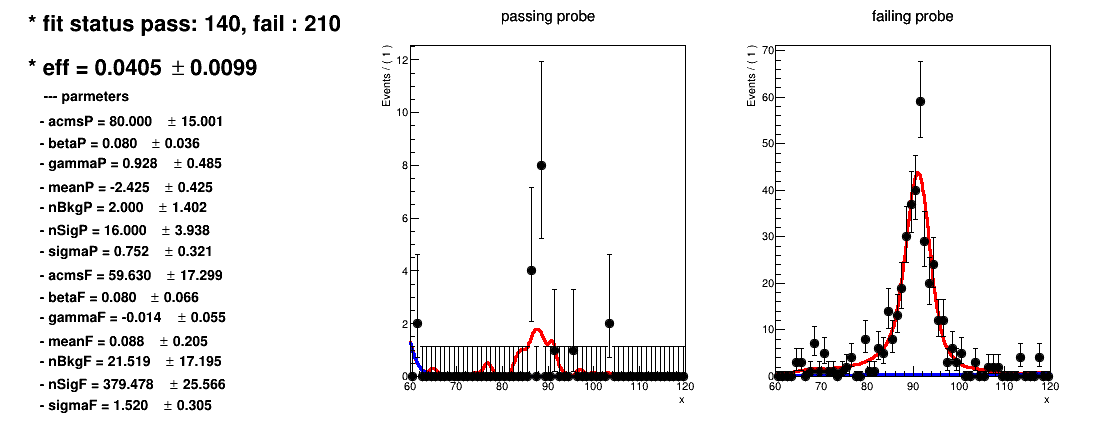 * fit status pass: 140, fail : 210
* eff = 0.0405 ± 0.0099
--- parmeters
- acmsP = 80.000 ± 15.001
- betaP = 0.080 ± 0.036
- gammaP = 0.928 ± 0.485
- meanP = -2.425 ± 0.425
- nBkgP = 2.000 ± 1.402
- nSigP = 16.000 ± 3.938
- sigmaP = 0.752 ± 0.321
- acmsF = 59.630 ± 17.299
- betaF = 0.080 ± 0.066
- gammaF = -0.014 ± 0.055
- meanF = 0.088 ± 0.205
- nBkgF = 21.519 ± 17.195
- nSigF = 379.478 ± 25.566
- sigmaF = 1.520 ± 0.305
passing probe
Events / ( 1 )
12
10
8
6
4
2
0
60 70 80 90 100 110 120
x
failing probe
Events / ( 1 )
70
60
50
40
30
20
10
0
60 70 80 90 100 110 120
x